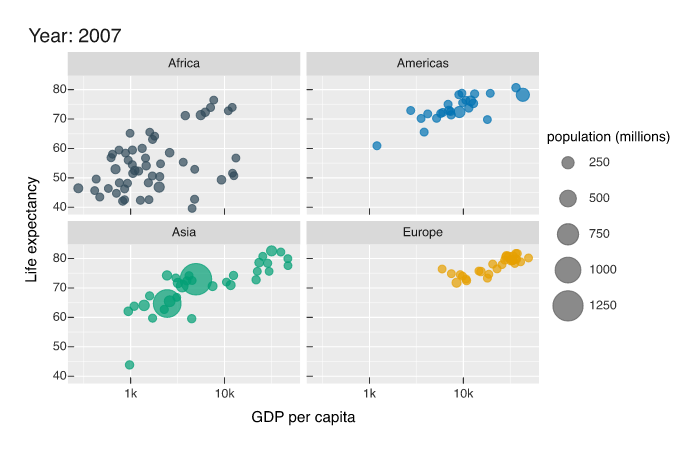 Year: 2007
Africa
Americas
80
70
60
50
40
Asia
Europe
80
70
60
50
40
1k
10k
1k
10k
Life expectancy
GDP per capita
population (millions)
250
500
750
1000
1250